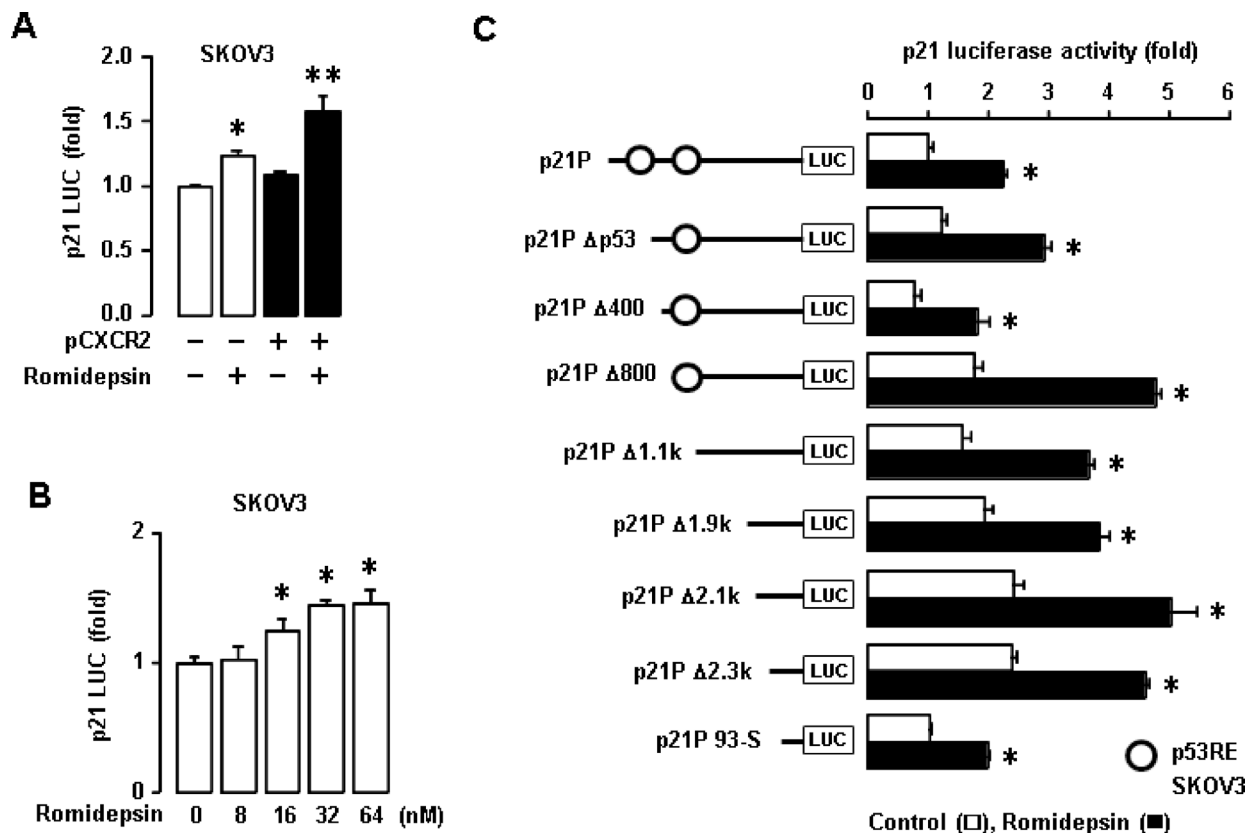 A
SKOV3
p21 LUC (fold)
2.0
1.5
1.0
0.5
0.0
* **
pCXCR2 − − + +
Romidepsin − + − +
B
SKOV3
p21 LUC (fold)
2
1
0
* * *
Romidepsin 0 8 16 32 64 (nM)
C
p21 luciferase activity (fold)
0 1 2 3 4 5 6
p21P LUC *
p21P Δp53 LUC *
p21P Δ400 LUC *
p21P Δ800 LUC *
p21P Δ1.1k LUC *
p21P Δ1.9k LUC *
p21P Δ2.1k LUC *
p21P Δ2.3k LUC *
p21P 93-S LUC *
p53RE
SKOV3
Control (□), Romidepsin (■)